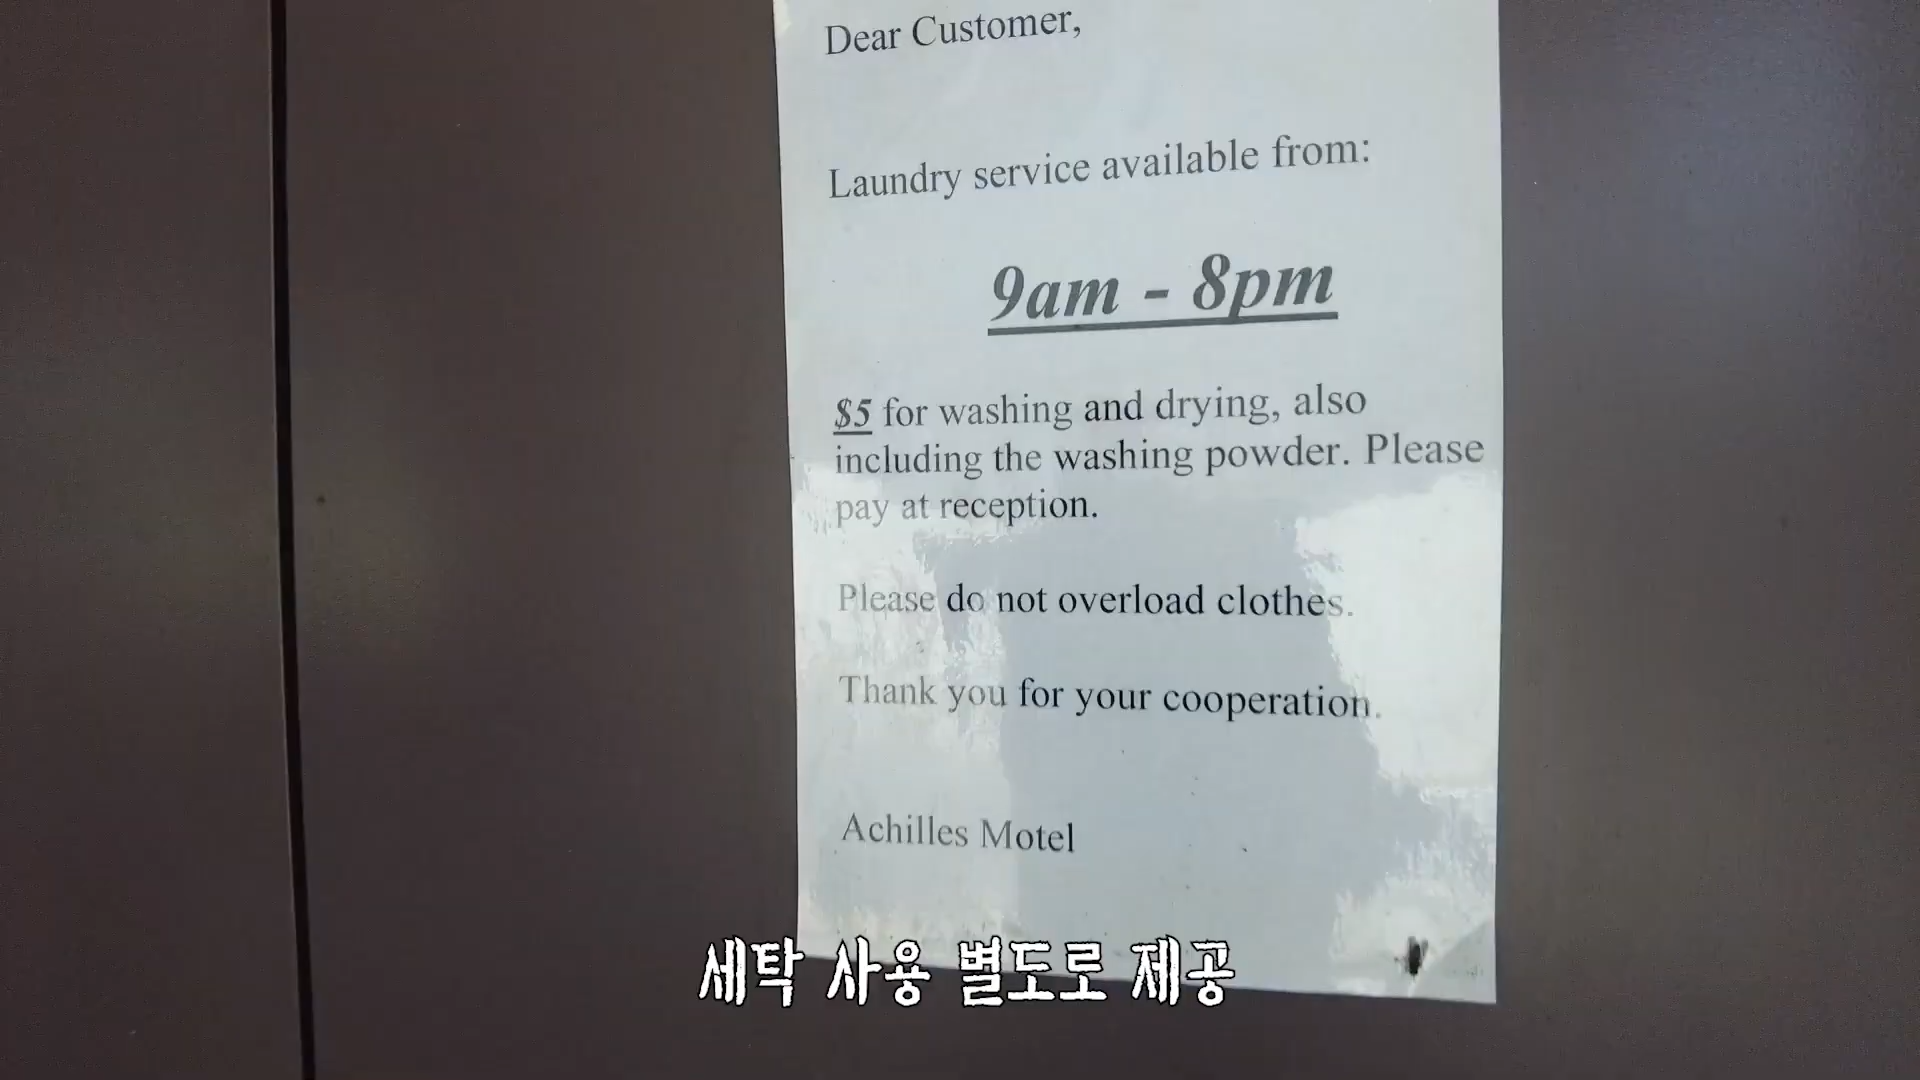 Dear Customer,
Laundry service available from:
9am - 8pm
$5 for washing and drying, also
including the washing powder. Please
pay at reception.
Please do not overload clothes.
Thank you for your cooperation.
Achilles Motel
세탁 사용 별도로 제공